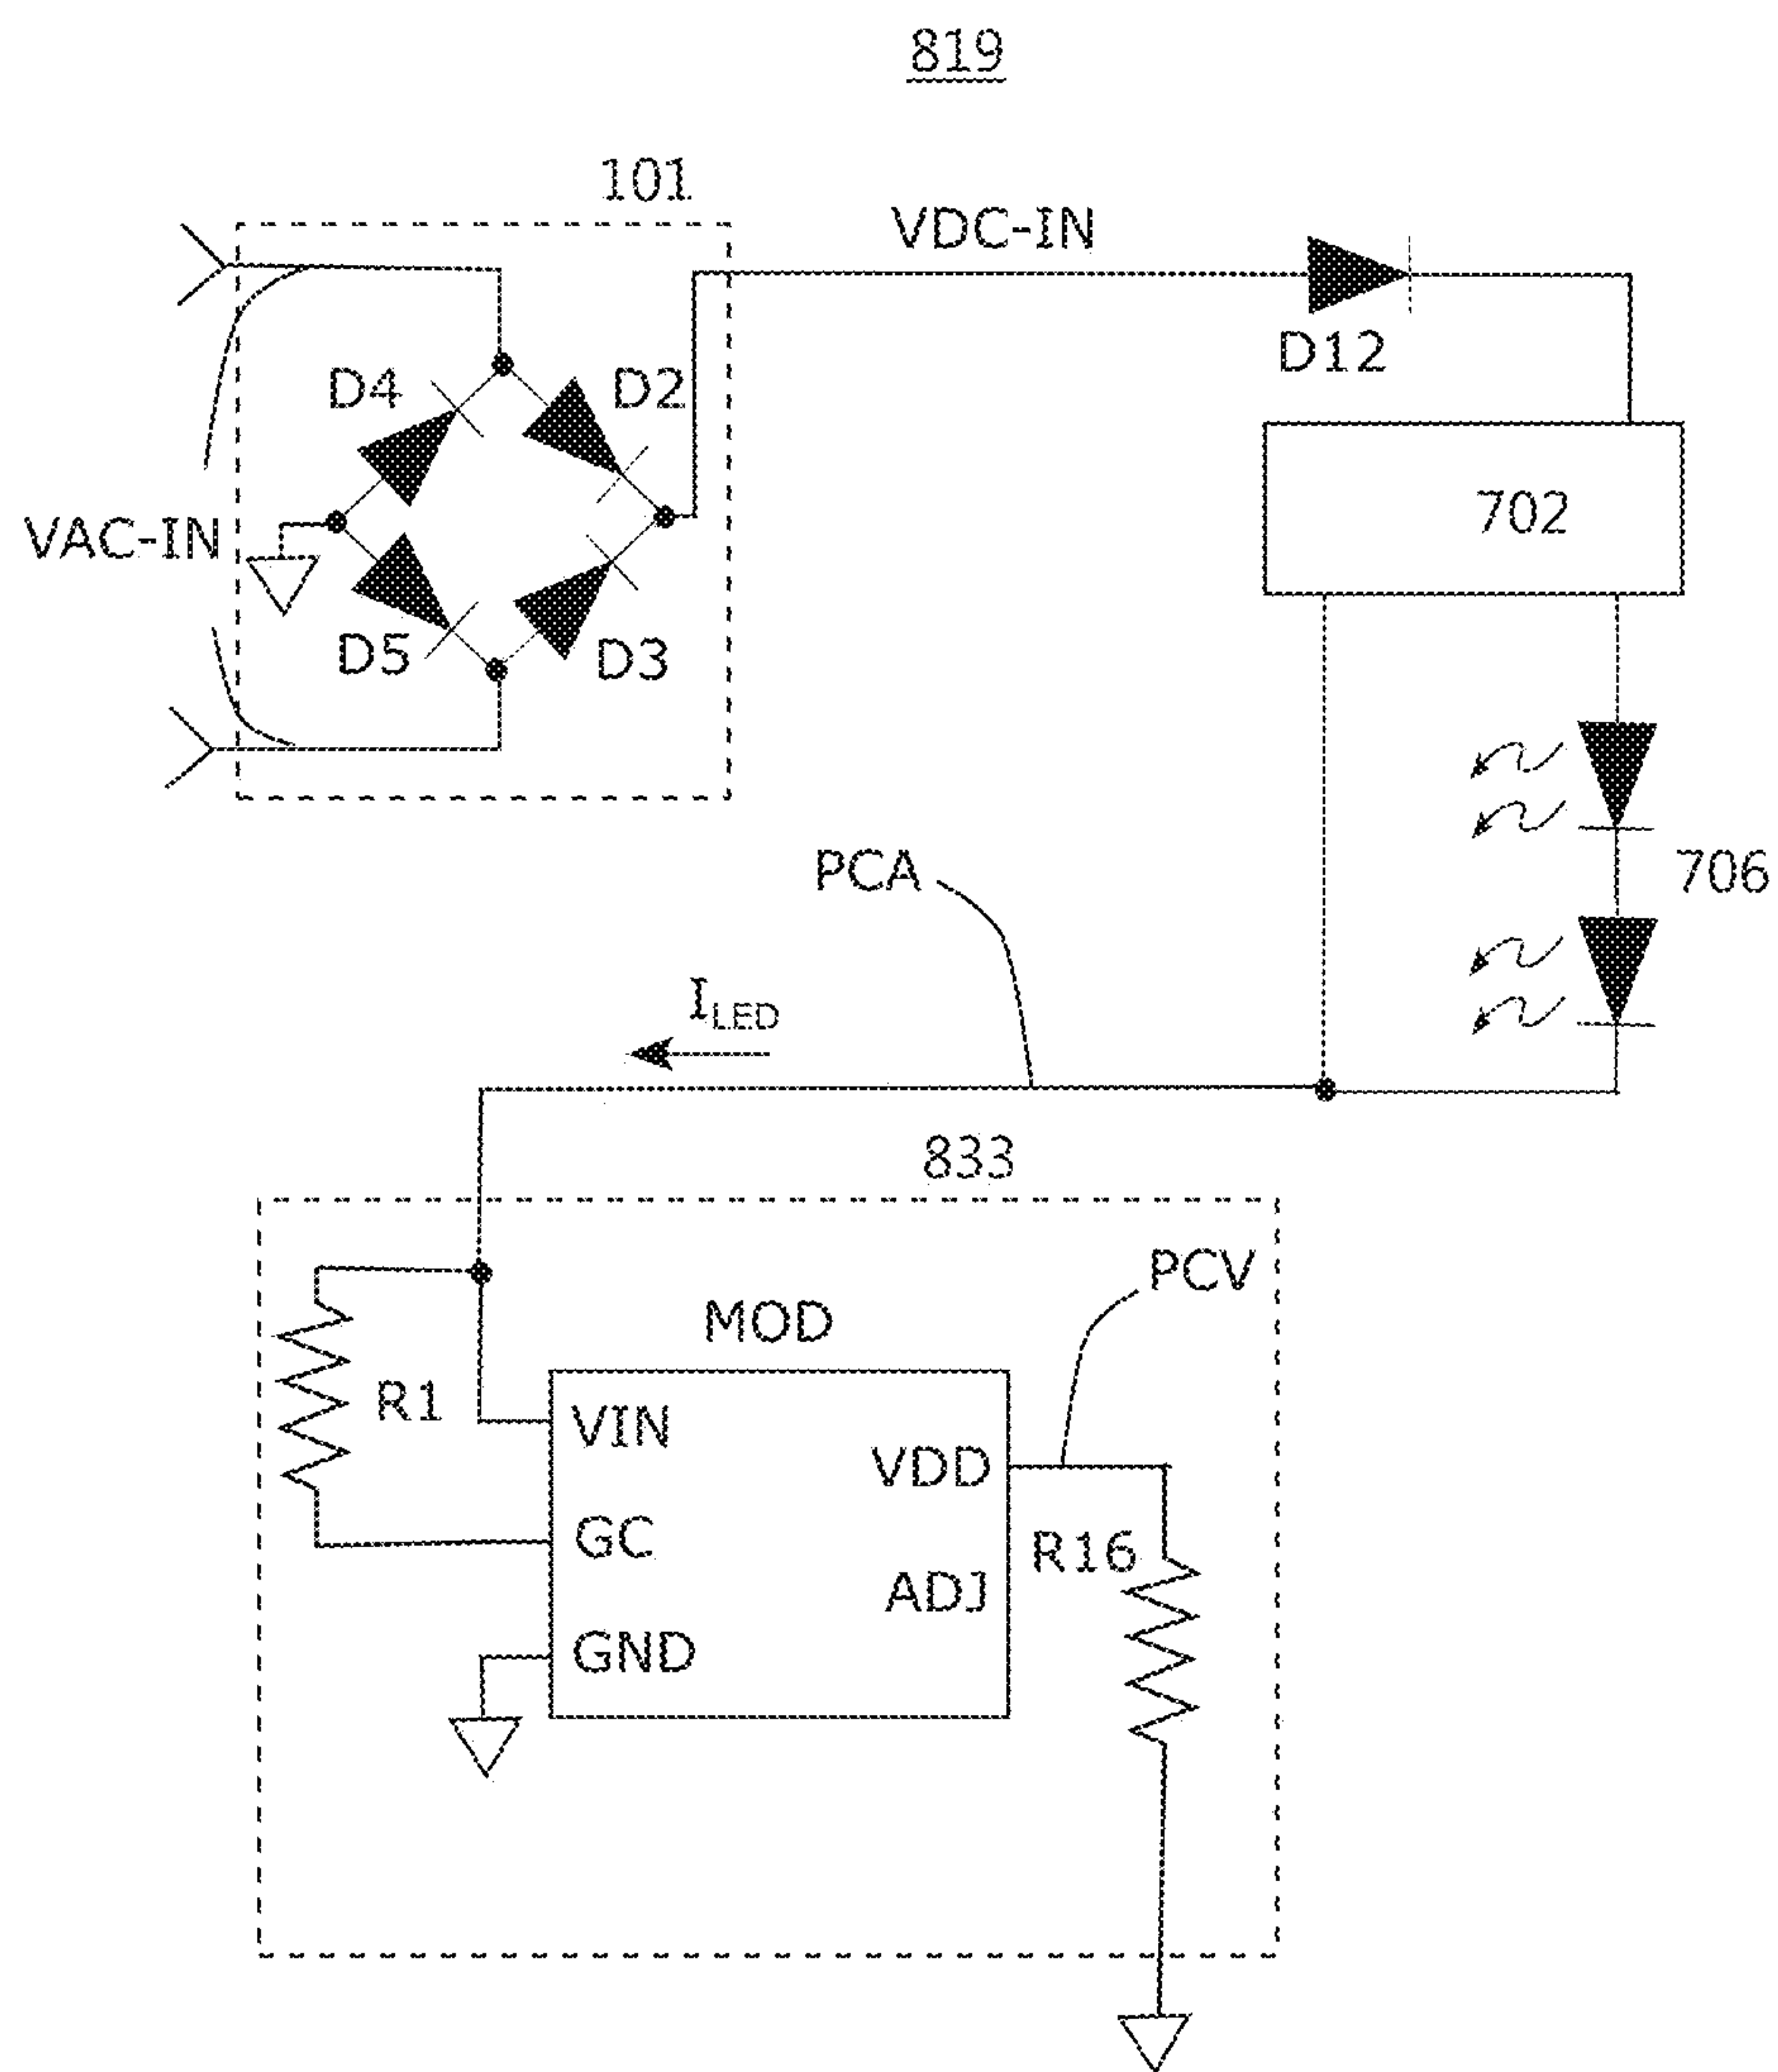 819
101
VDC-IN
D12
D4
D2
702
VAC-IN
D5
D3
706
PCA
I_LED
833
PCV
MOD
R1
VIN
VDD
GC
R16
ADJ
GND